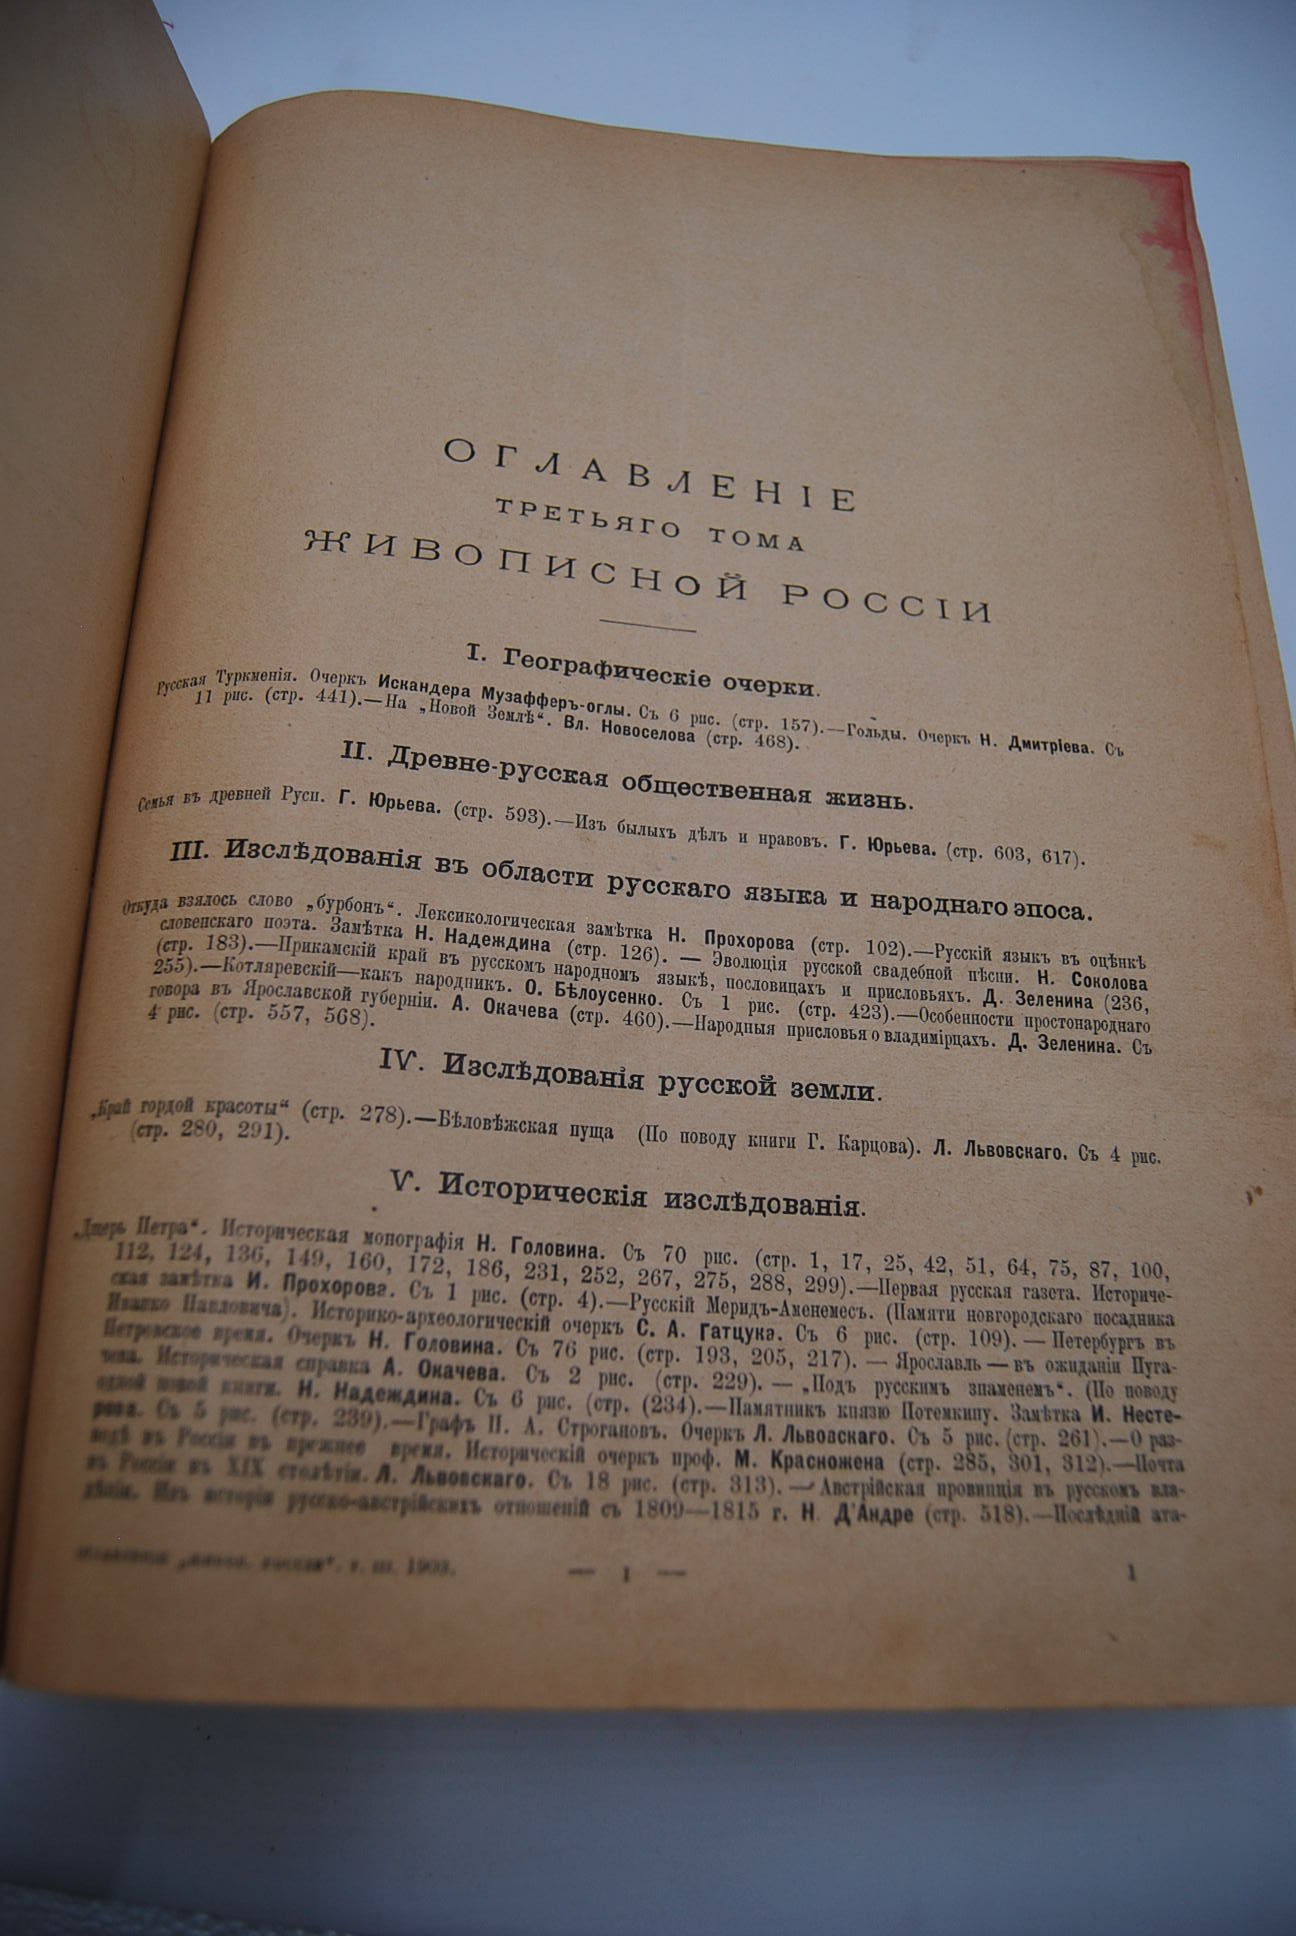 ОГЛАВЛЕНІЕ
ТРЕТЬЯГО ТОМА
ЖИВОПИСНОЙ РОССІИ
I. Географическіе очерки.
Русская Туркменія. Очеркъ Искандера Музафферъ-оглы. Съ 6 рис. (стр. 157).—Гольды. Очеркъ Н. Дмитріева. Съ
11 рис. (стр. 441).—На „Новой Землѣ“. Вл. Новоселова (стр. 468).
II. Древне-русская общественная жизнь.
Семья въ древней Руси. Г. Юрьева. (стр. 593).—Изъ былыхъ дѣлъ и нравовъ. Г. Юрьева. (стр. 603, 617).
III. Изслѣдованія въ области русскаго языка и народнаго эпоса.
Откуда взялось слово „бурбонъ“. Лексикологическая замѣтка Н. Прохорова (стр. 102).—Русскій языкъ въ оцѣнкѣ
словенскаго поэта. Замѣтка Н. Надеждина (стр. 126). — Эволюція русской свадебной пѣсни. Н. Соколова
(стр. 183).—Прикамскій край въ русскомъ народномъ языкѣ, пословицахъ и присловьяхъ. Д. Зеленина (236,
255).—Котляревскій—какъ народникъ. О. Бѣлоусенко. Съ 1 рис. (стр. 423).—Особенности простонароднаго
говора въ Ярославской губерніи. А. Окачева (стр. 460).—Народныя присловья о владимірцахъ. Д. Зеленина. Съ
4 рис. (стр. 557, 568).
IV. Изслѣдованія русской земли.
„Край гордой красоты“ (стр. 278).—Бѣловѣжская пуща (По поводу книги Г. Карцова). Л. Львовскаго. Съ 4 рис.
(стр. 280, 291).
V. Историческія изслѣдованія.
„Дщерь Петра“. Историческая монографія Н. Головина. Съ 70 рис. (стр. 1, 17, 25, 42, 51, 64, 75, 87, 100,
112, 124, 136, 149, 160, 172, 186, 231, 252, 267, 275, 288, 299).—Первая русская газета. Историче-
ская замѣтка И. Прохорова. Съ 1 рис. (стр. 4).—Русскій Меридъ-Аменемесъ. (Памяти новгородскаго посадника
Иванко Павловича). Историко-археологическій очеркъ С. А. Гатцука. Съ 6 рис. (стр. 109). — Петербургъ въ
Петровское время. Очеркъ Н. Головина. Съ 76 рис. (стр. 193, 205, 217). — Ярославль — въ ожиданіи Пуга-
чева. Историческая справка А. Окачева. Съ 2 рис. (стр. 229). — „Подъ русскимъ знаменемъ“. (По поводу
одной новой книги. Н. Надеждина. Съ 6 рис. (стр. (234).—Памятникъ князю Потемкину. Замѣтка И. Несте-
рова. Съ 5 рис. (стр. 239).—Графъ П. А. Строгановъ. Очеркъ Л. Львовскаго. Съ 5 рис. (стр. 261).—О раз-
водѣ въ Россіи въ прежнее время. Историческій очеркъ проф. М. Красножена (стр. 285, 301, 312).—Почта
въ Россіи въ XIX столѣтіи. Л. Львовскаго. Съ 18 рис. (стр. 313). — Австрійская провинція въ русскомъ вла-
дѣніи. Изъ исторіи русско-австрійскихъ отношеній съ 1809—1815 г. Н. Д'Андре (стр. 518).—Послѣдній ата-
„живоп. россіи“. т. III. 1903. — I — 1